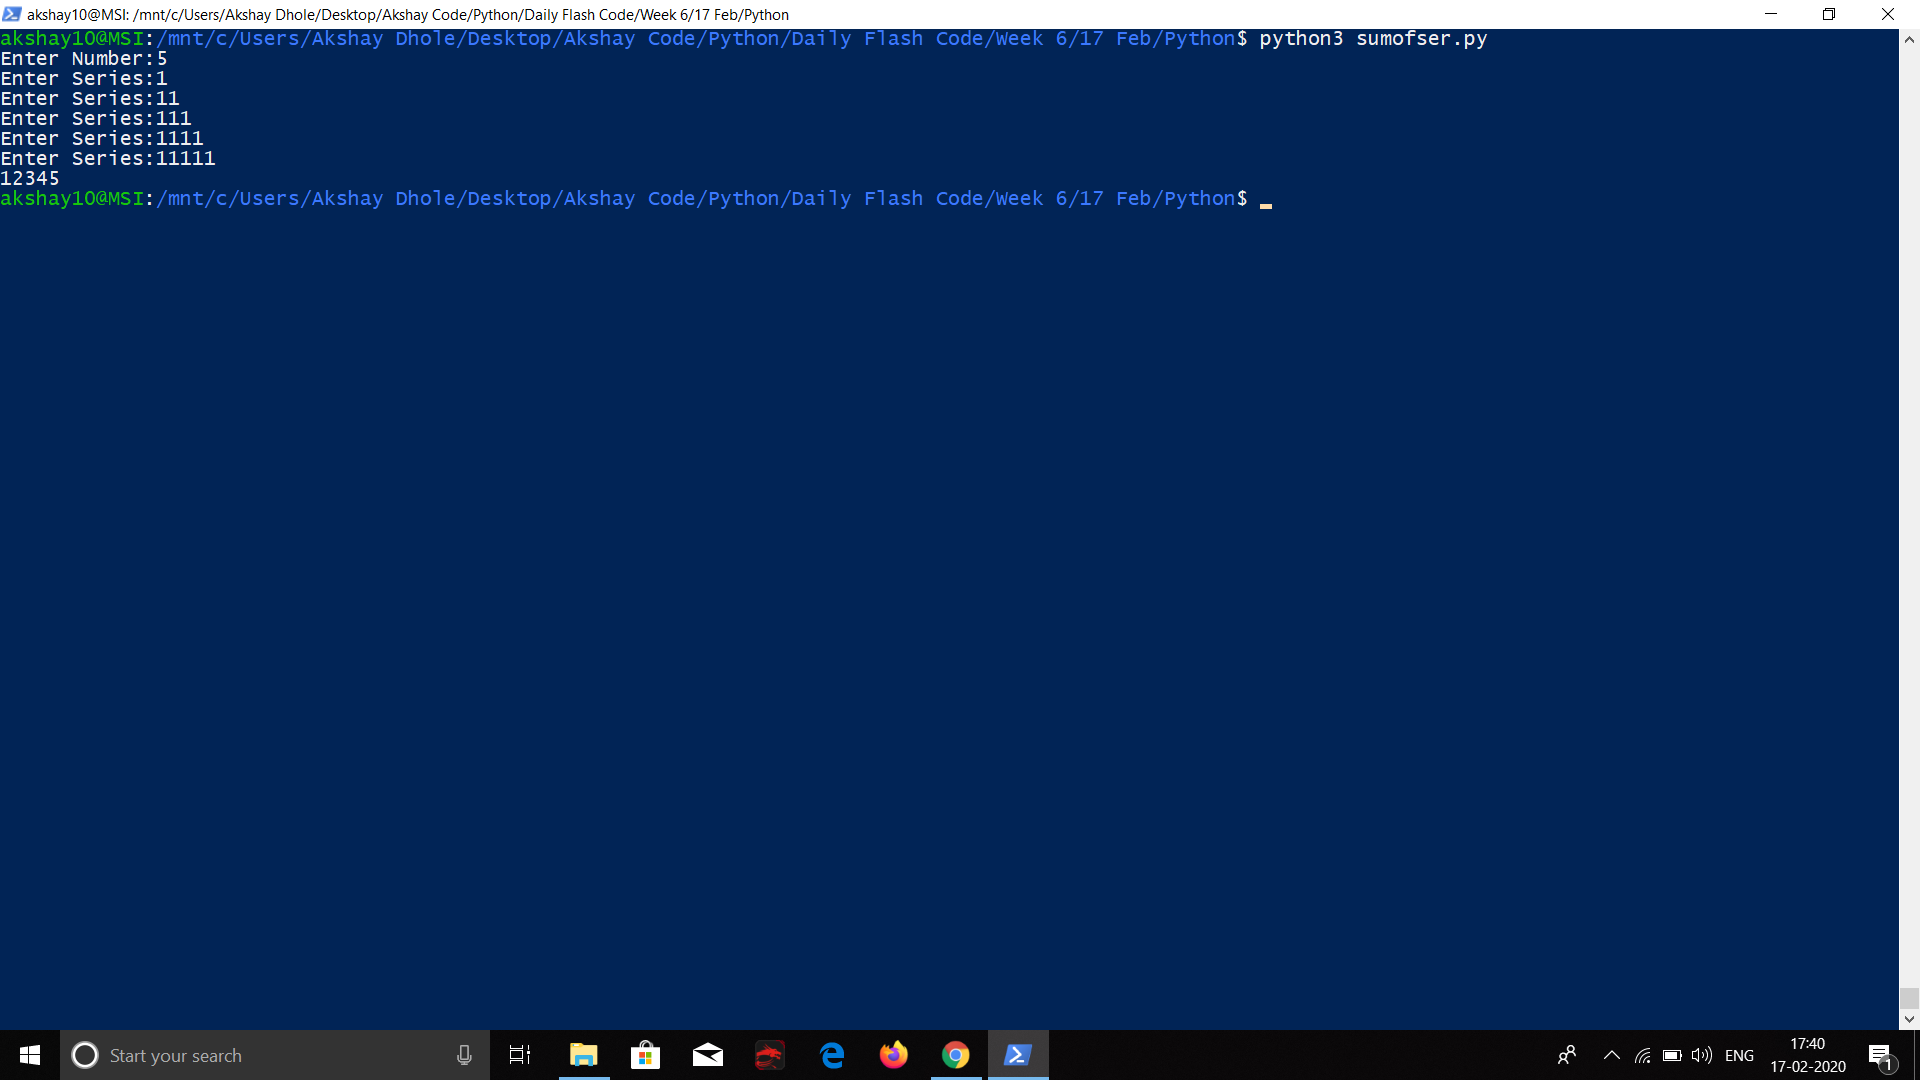 akshay10@MSI: /mnt/c/Users/Akshay Dhole/Desktop/Akshay Code/Python/Daily Flash Code/Week 6/17 Feb/Python
akshay10@MSI:/mnt/c/Users/Akshay Dhole/Desktop/Akshay Code/Python/Daily Flash Code/Week 6/17 Feb/Python$ python3 sumofser.py
Enter Number:5
Enter Series:1
Enter Series:11
Enter Series:111
Enter Series:1111
Enter Series:11111
12345
akshay10@MSI:/mnt/c/Users/Akshay Dhole/Desktop/Akshay Code/Python/Daily Flash Code/Week 6/17 Feb/Python$
Start your search
ENG
17:40
17-02-2020
1